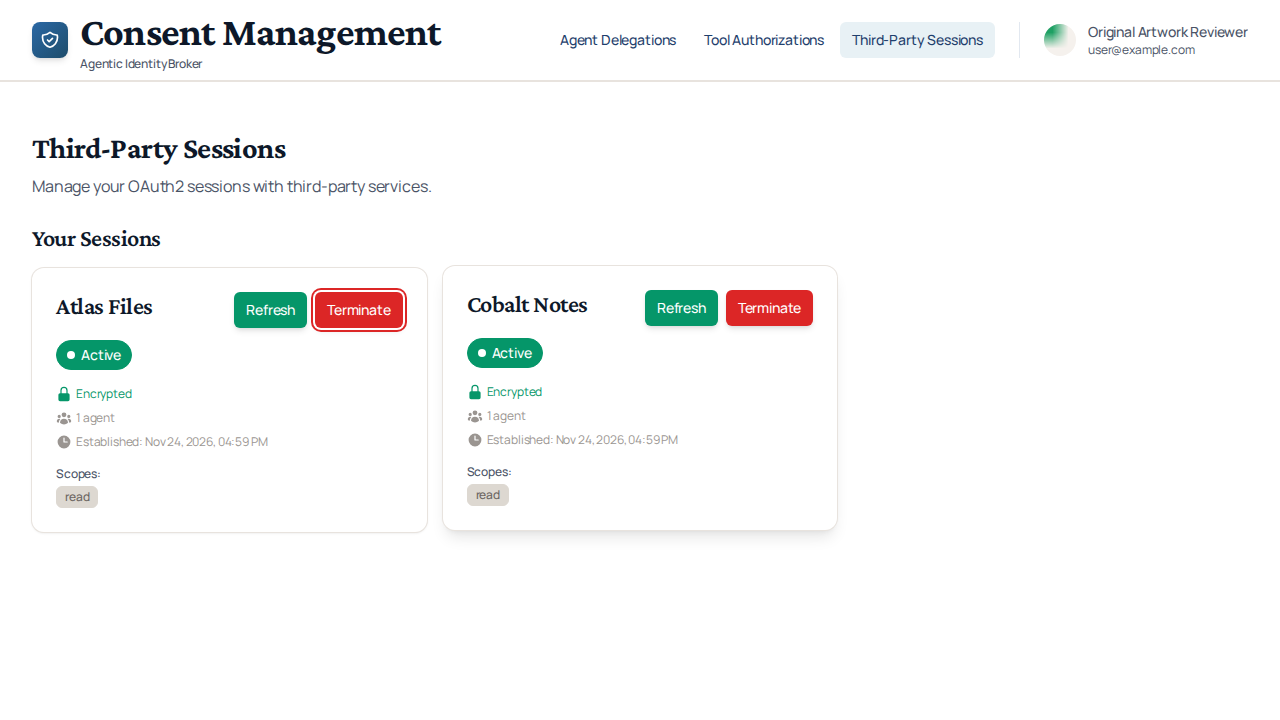 Consent Management
Agentic IdentityBroker
Agent Delegations
Tool Authorizations
Third-Party Sessions
Original Artwork Reviewer
user@example.com
Third-Party Sessions
Manage your OAuth2 sessions with third-party services.
Your Sessions
Atlas Files
Refresh
Terminate
Active
Encrypted
1 agent
Established: Nov 24, 2026, 04:59 PM
Scopes:
read
Cobalt Notes
Refresh
Terminate
Active
Encrypted
1 agent
Established: Nov 24, 2026, 04:59 PM
Scopes:
read